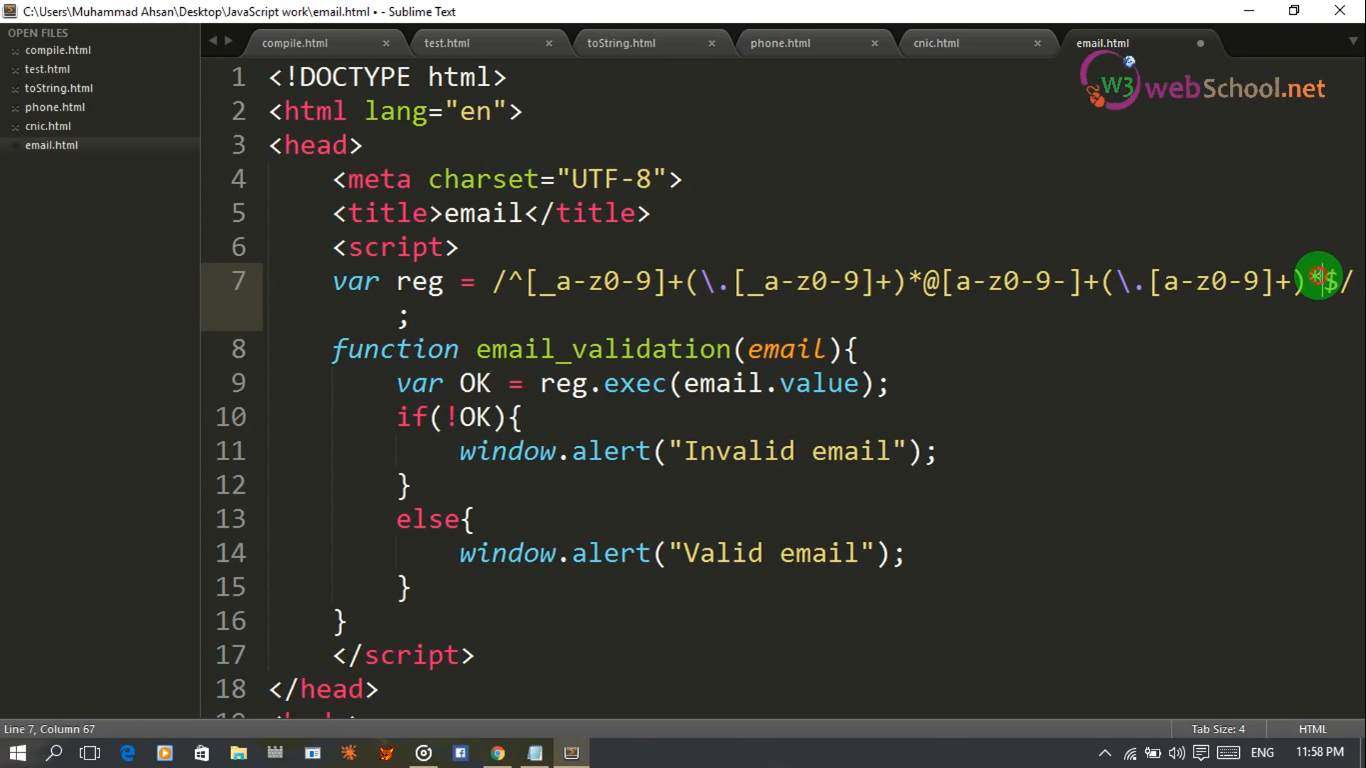 C:\Users\Muhammad Ahsan\Desktop\JavaScript work\email.html • - Sublime Text
OPEN FILES
compile.html
test.html
toString.html
phone.html
cnic.html
email.html
compile.html × test.html × toString.html × phone.html × cnic.html × email.html
W3 webSchool.net
1 <!DOCTYPE html>
2 <html lang="en">
3 <head>
4 <meta charset="UTF-8">
5 <title>email</title>
6 <script>
7 var reg = /^[_a-z0-9]+(\.[_a-z0-9]+)*@[a-z0-9-]+(\.[a-z0-9]+)*$/
;
8 function email_validation(email){
9 var OK = reg.exec(email.value);
10 if(!OK){
11 window.alert("Invalid email");
12 }
13 else{
14 window.alert("Valid email");
15 }
16 }
17 </script>
18 </head>
Line 7, Column 67 Tab Size: 4 HTML
ENG 11:58 PM